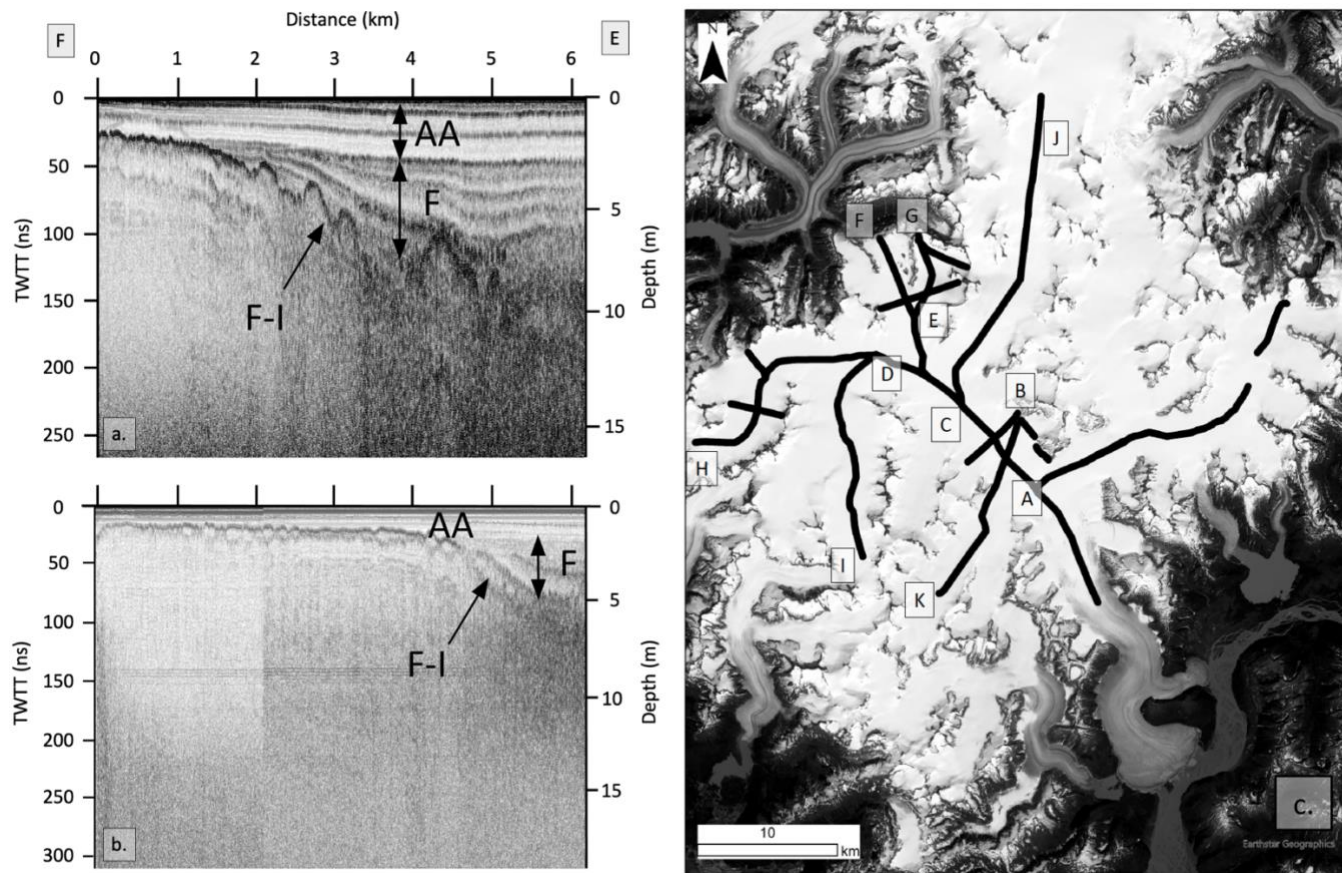 Distance (km)
F
E
0 1 2 3 4 5 6
0
50
100
150
200
250
TWTT (ns)
0
5
10
15
Depth (m)
AA
F
F-I
a.
0
50
100
150
200
250
300
TWTT (ns)
0
5
10
15
Depth (m)
AA
F
F-I
b.
N
J
F
G
E
D
B
C
H
A
I
K
10
km
c.
Earthstar Geographics